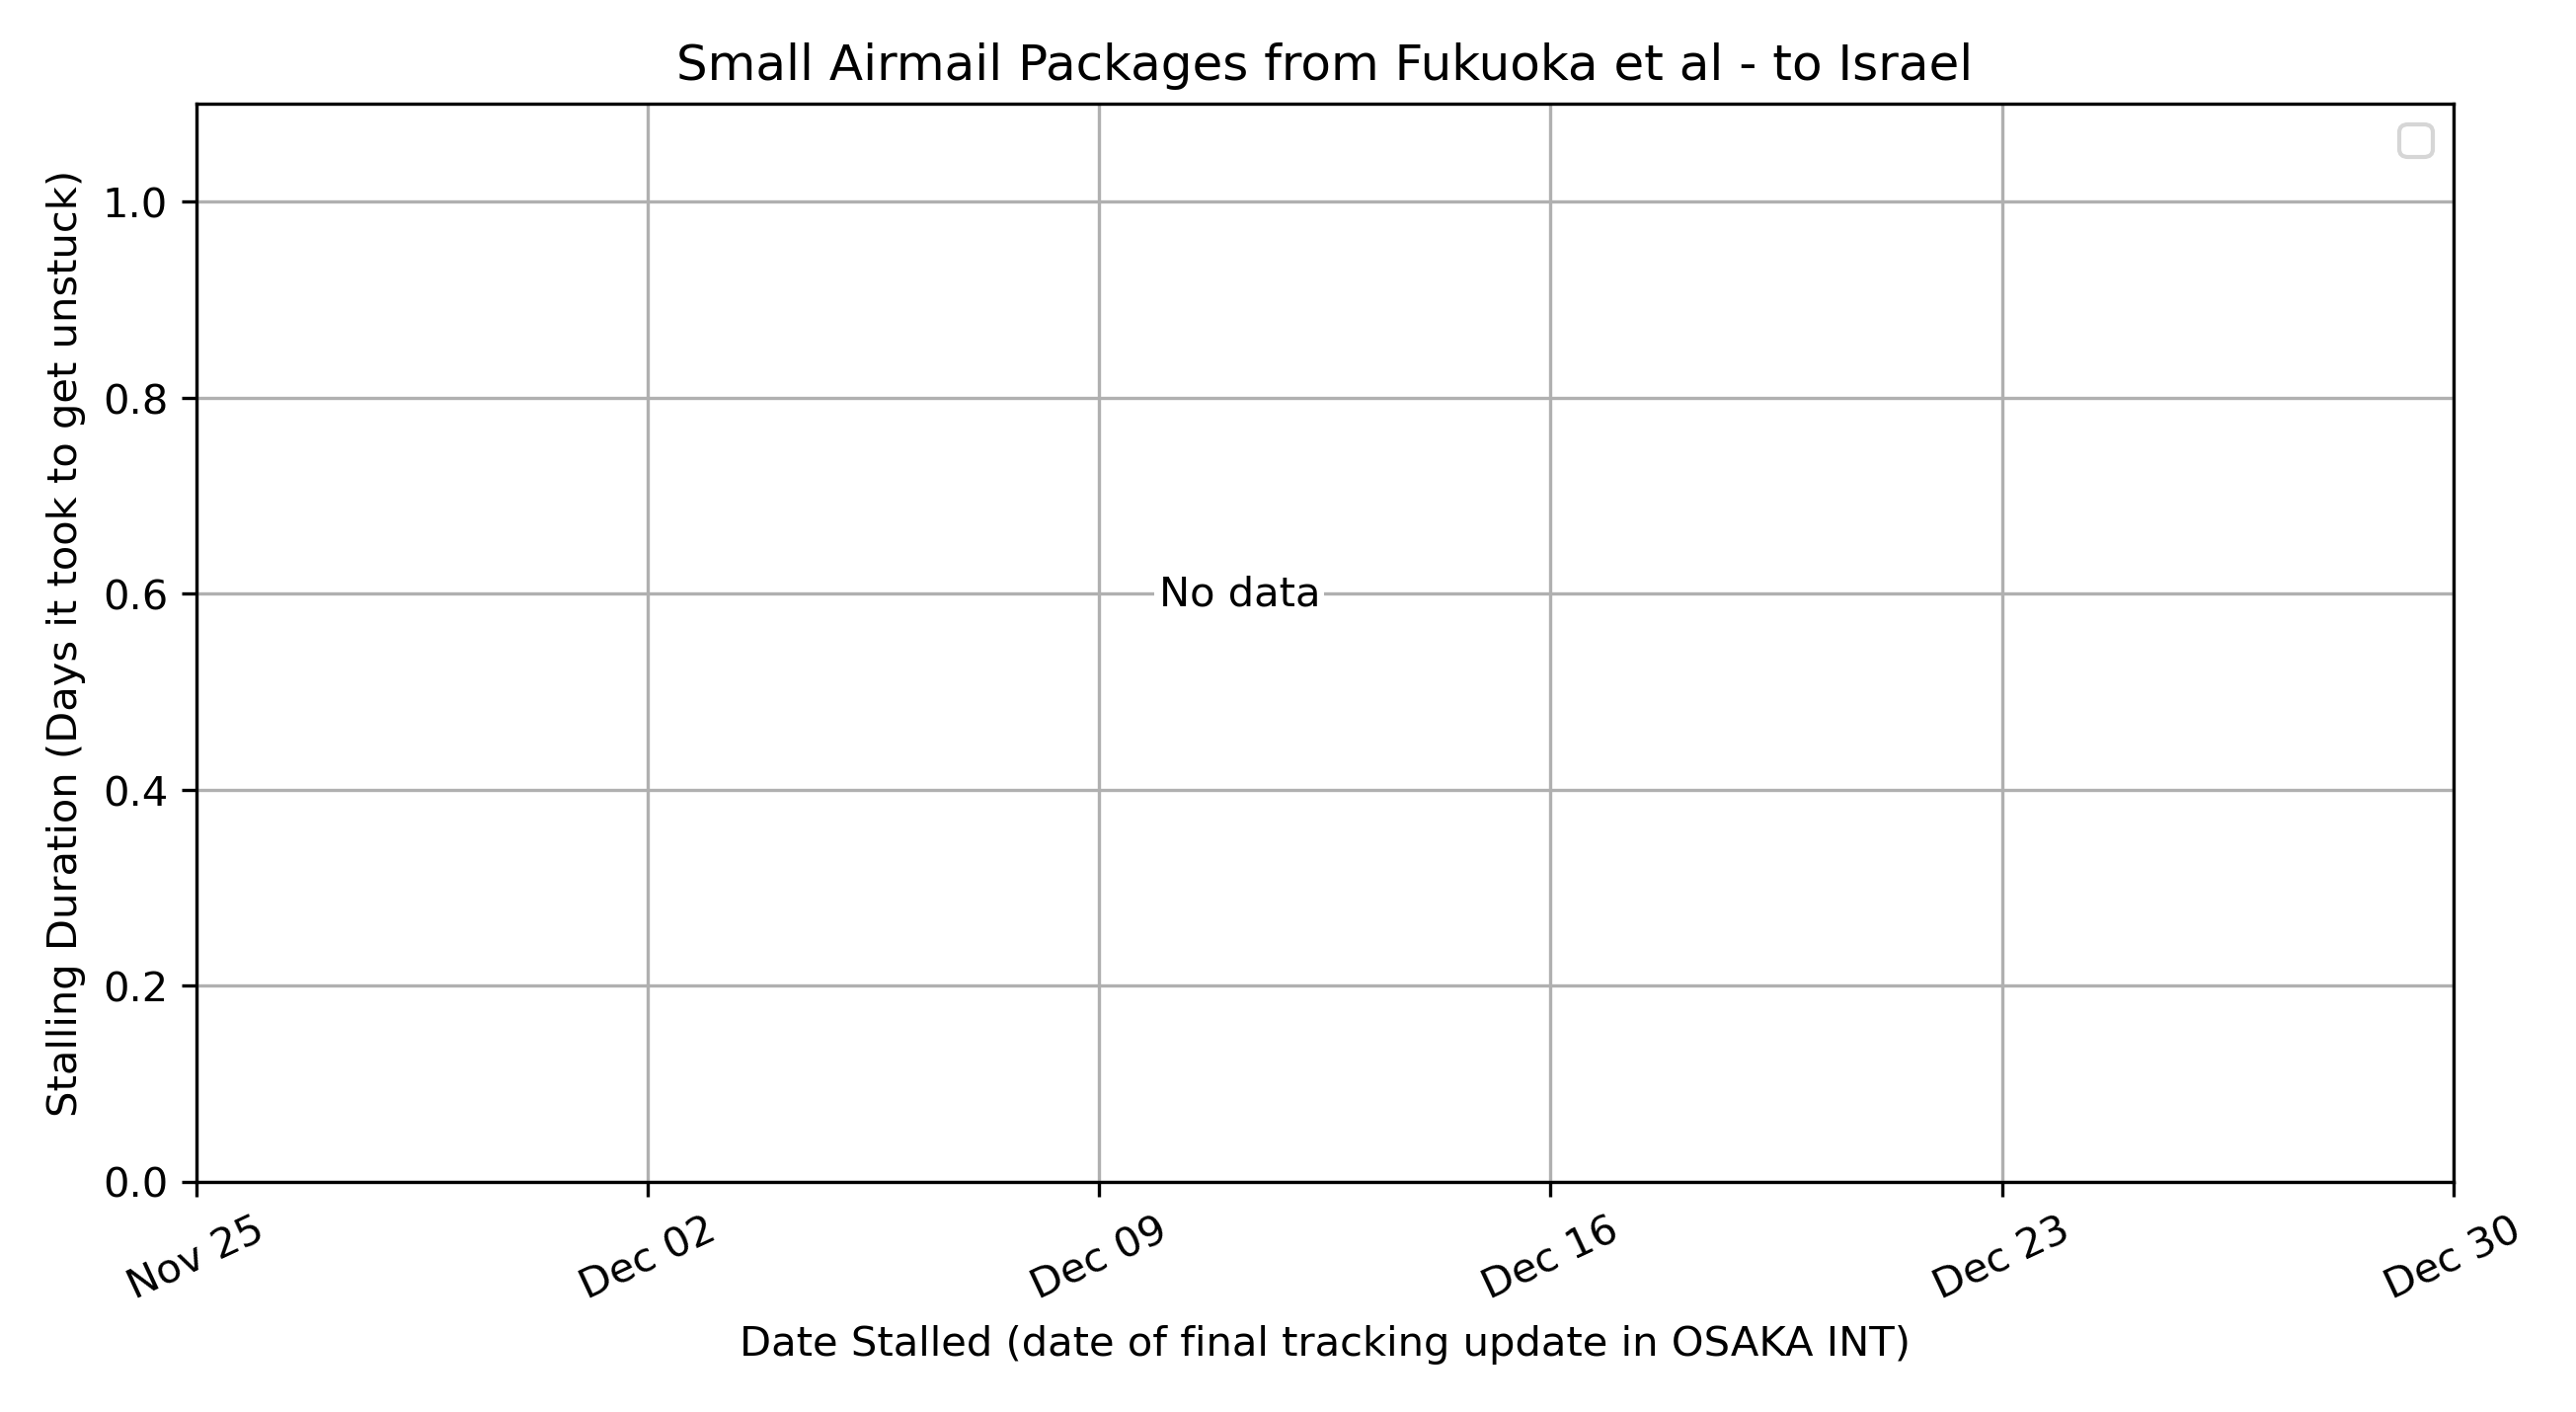 Small Airmail Packages from Fukuoka et al - to Israel
Stalling Duration (Days it took to get unstuck)
1.0
0.8
0.6
0.4
0.2
0.0
No data
Nov 25
Dec 02
Dec 09
Dec 16
Dec 23
Dec 30
Date Stalled (date of final tracking update in OSAKA INT)